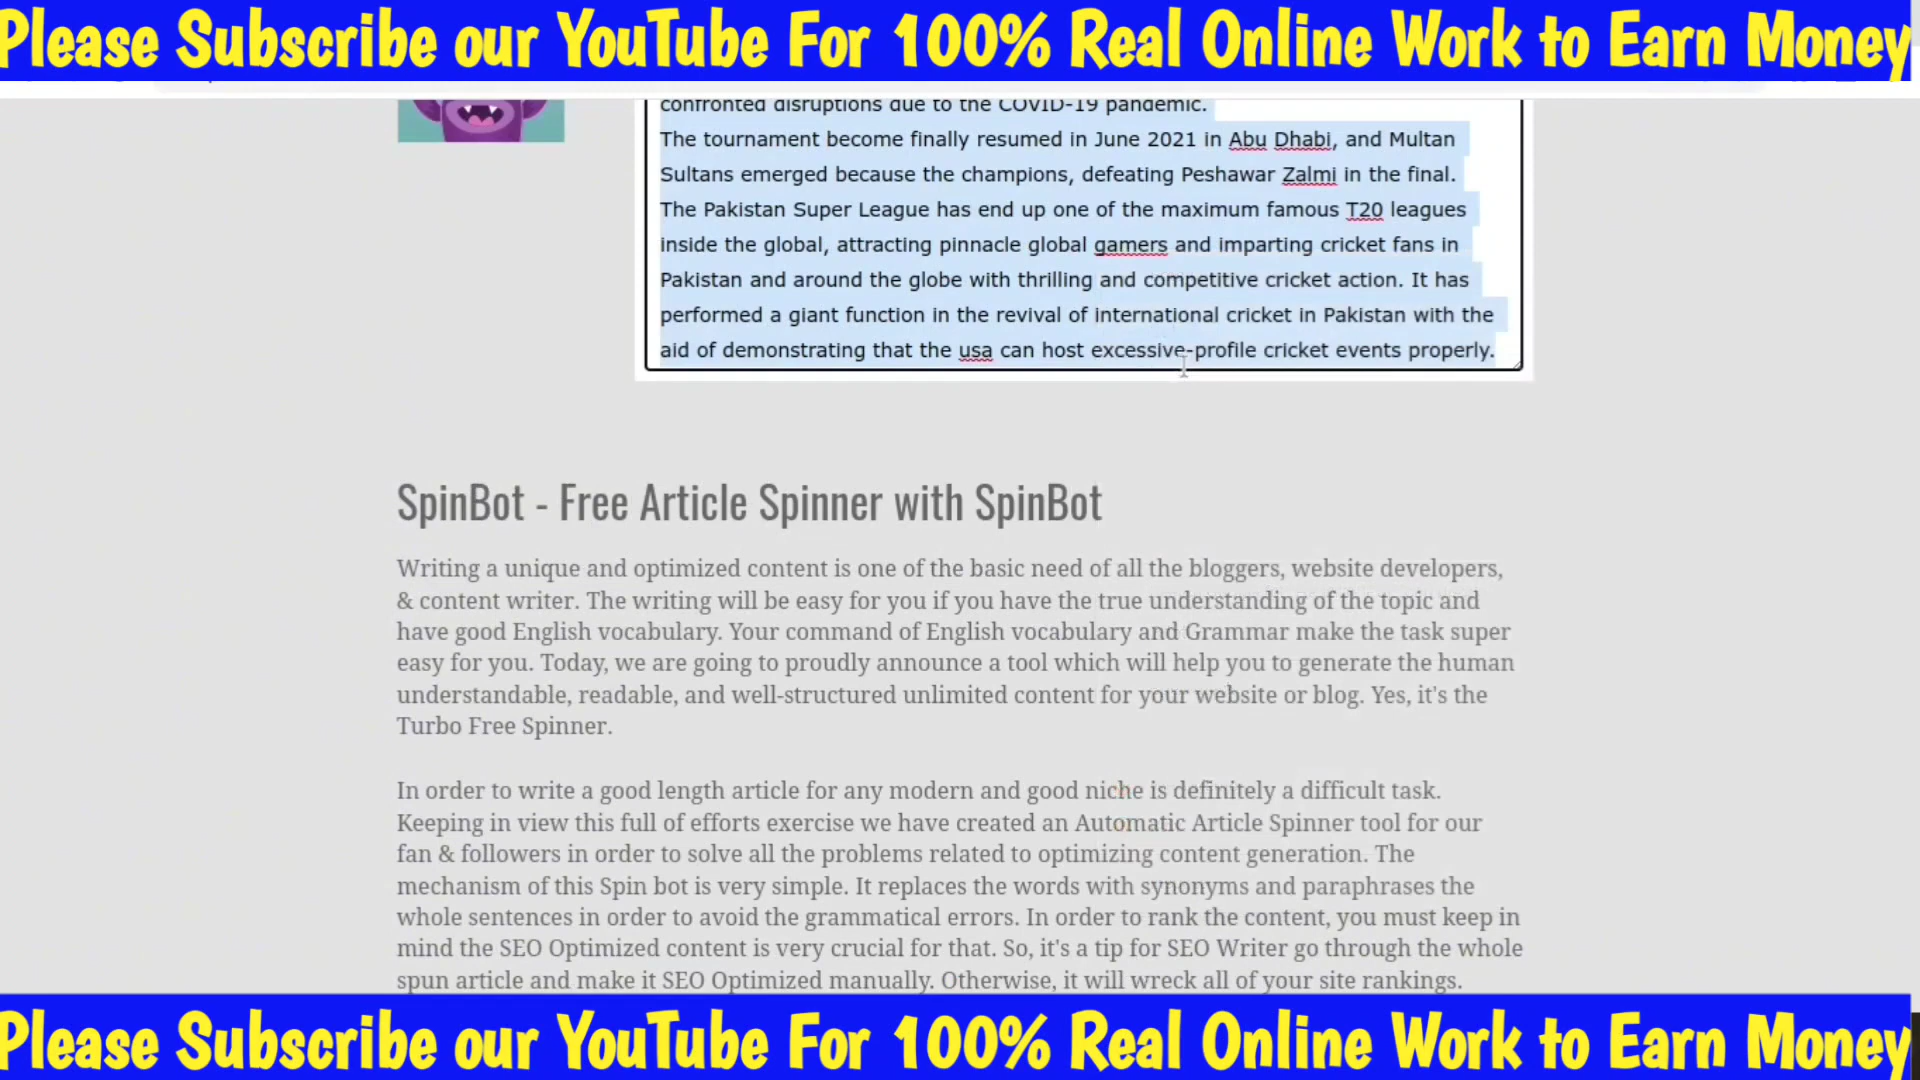 Please Subscribe our YouTube For 100% Real Online Work to Earn Money
confronted disruptions due to the COVID-19 pandemic.
The tournament become finally resumed in June 2021 in Abu Dhabi, and Multan
Sultans emerged because the champions, defeating Peshawar Zalmi in the final.
The Pakistan Super League has end up one of the maximum famous T20 leagues
inside the global, attracting pinnacle global gamers and imparting cricket fans in
Pakistan and around the globe with thrilling and competitive cricket action. It has
performed a giant function in the revival of international cricket in Pakistan with the
aid of demonstrating that the usa can host excessive-profile cricket events properly.
SpinBot - Free Article Spinner with SpinBot
Writing a unique and optimized content is one of the basic need of all the bloggers, website developers,
& content writer. The writing will be easy for you if you have the true understanding of the topic and
have good English vocabulary. Your command of English vocabulary and Grammar make the task super
easy for you. Today, we are going to proudly announce a tool which will help you to generate the human
understandable, readable, and well-structured unlimited content for your website or blog. Yes, it's the
Turbo Free Spinner.
In order to write a good length article for any modern and good niche is definitely a difficult task.
Keeping in view this full of efforts exercise we have created an Automatic Article Spinner tool for our
fan & followers in order to solve all the problems related to optimizing content generation. The
mechanism of this Spin bot is very simple. It replaces the words with synonyms and paraphrases the
whole sentences in order to avoid the grammatical errors. In order to rank the content, you must keep in
mind the SEO Optimized content is very crucial for that. So, it's a tip for SEO Writer go through the whole
spun article and make it SEO Optimized manually. Otherwise, it will wreck all of your site rankings.
Please Subscribe our YouTube For 100% Real Online Work to Earn Money